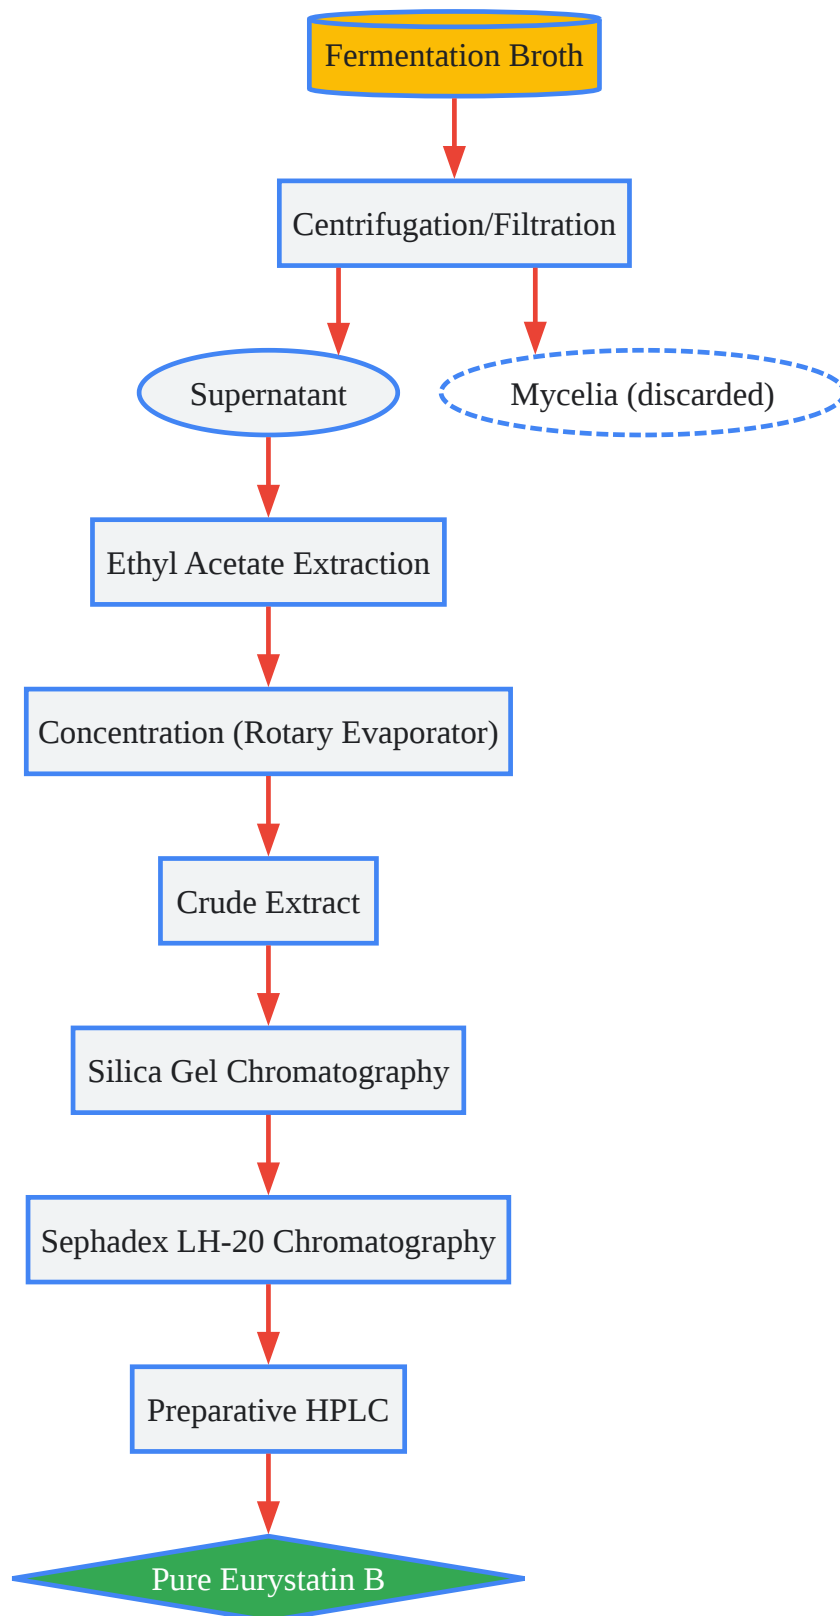 Fermentation Broth
Centrifugation/Filtration
Supernatant
Mycelia (discarded)
Ethyl Acetate Extraction
Concentration (Rotary Evaporator)
Crude Extract
Silica Gel Chromatography
Sephadex LH-20 Chromatography
Preparative HPLC
Pure Eurystatin B